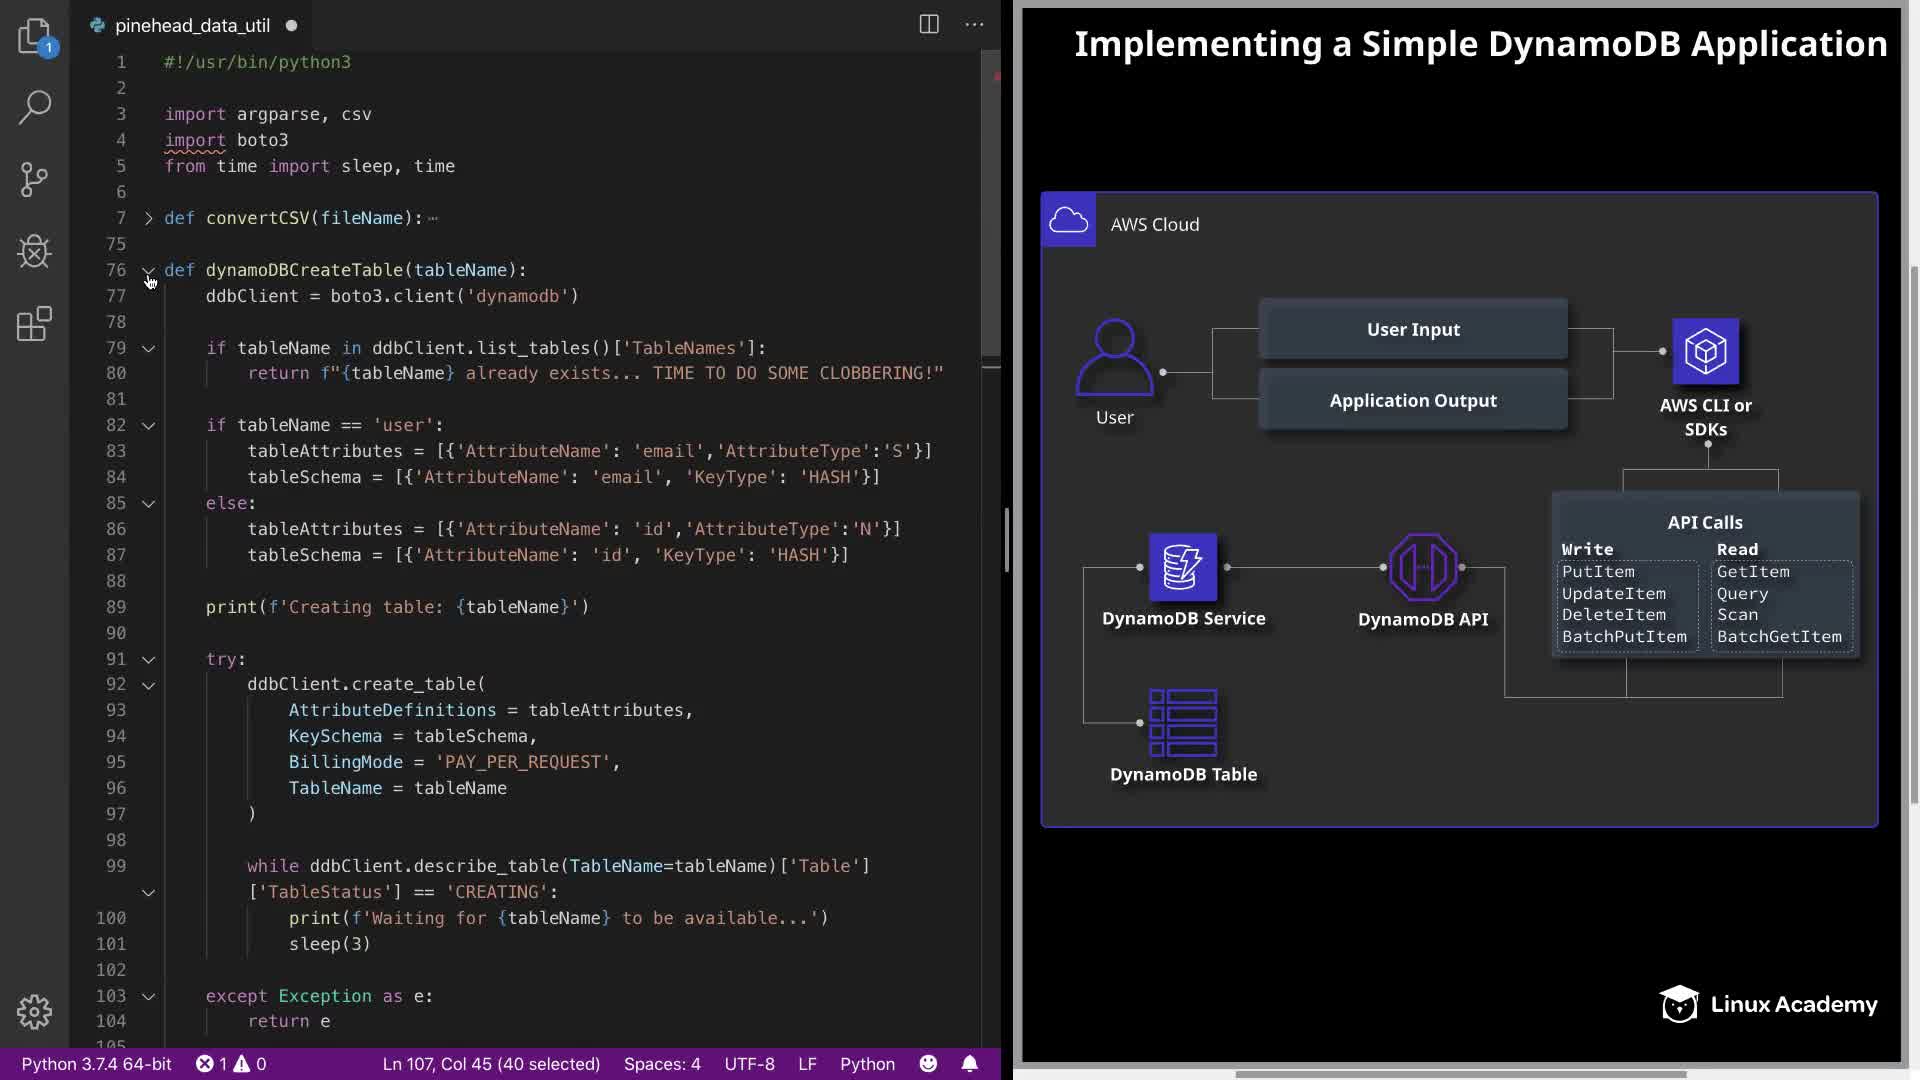 pinehead_data_util
1
1 #!/usr/bin/python3
2
3 import argparse, csv
4 import boto3
5 from time import sleep, time
6
7 def convertCSV(fileName):⋯
75
76 def dynamoDBCreateTable(tableName):
77 ddbClient = boto3.client('dynamodb')
78
79 if tableName in ddbClient.list_tables()['TableNames']:
80 return f"{tableName} already exists... TIME TO DO SOME CLOBBERING!"
81
82 if tableName == 'user':
83 tableAttributes = [{'AttributeName': 'email','AttributeType':'S'}]
84 tableSchema = [{'AttributeName': 'email', 'KeyType': 'HASH'}]
85 else:
86 tableAttributes = [{'AttributeName': 'id','AttributeType':'N'}]
87 tableSchema = [{'AttributeName': 'id', 'KeyType': 'HASH'}]
88
89 print(f'Creating table: {tableName}')
90
91 try:
92 ddbClient.create_table(
93 AttributeDefinitions = tableAttributes,
94 KeySchema = tableSchema,
95 BillingMode = 'PAY_PER_REQUEST',
96 TableName = tableName
97 )
98
99 while ddbClient.describe_table(TableName=tableName)['Table']
['TableStatus'] == 'CREATING':
100 print(f'Waiting for {tableName} to be available...')
101 sleep(3)
102
103 except Exception as e:
104 return e
105
Python 3.7.4 64-bit 1 0 Ln 107, Col 45 (40 selected) Spaces: 4 UTF-8 LF Python
Implementing a Simple DynamoDB Application
AWS Cloud
User Input
Application Output
User
AWS CLI or
SDKs
API Calls
Write Read
PutItem GetItem
UpdateItem Query
DeleteItem Scan
BatchPutItem BatchGetItem
DynamoDB Service
DynamoDB API
DynamoDB Table
Linux Academy